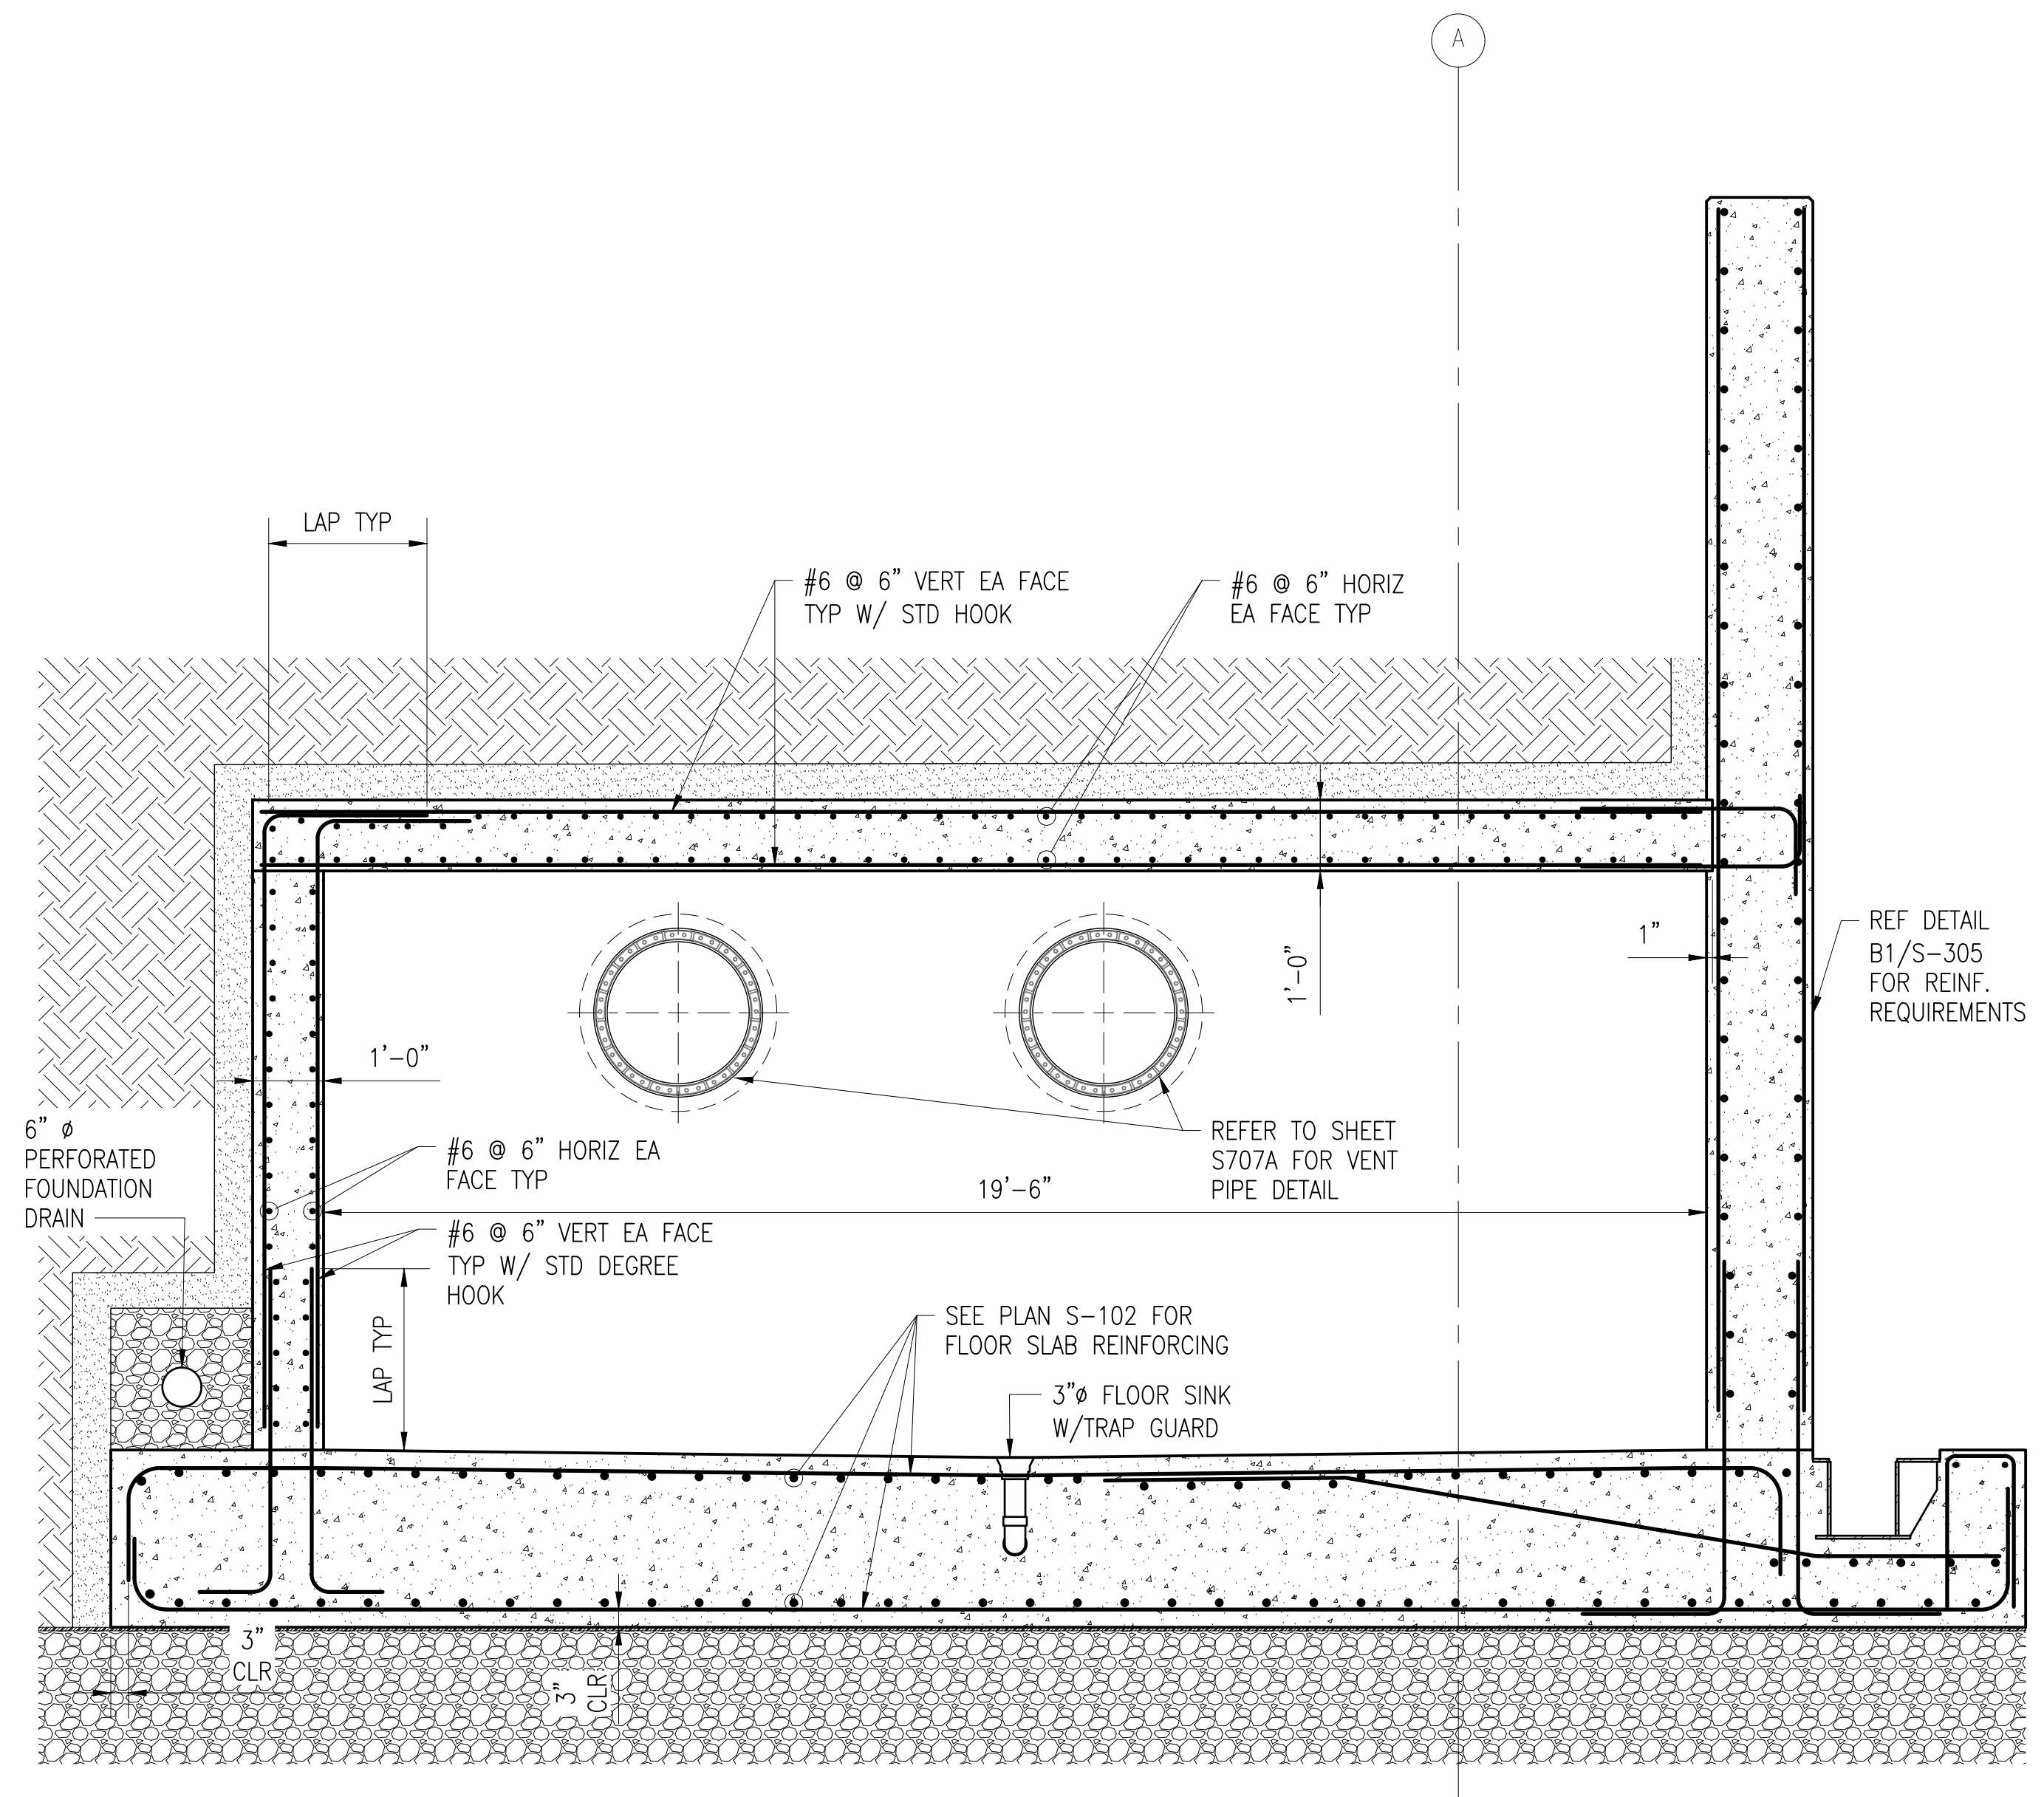 A
LAP TYP
#6 @ 6" VERT EA FACE
TYP W/ STD HOOK
#6 @ 6" HORIZ
EA FACE TYP
REF DETAIL
B1/S-305
FOR REINF.
REQUIREMENTS
1"
1'-0"
1'-0"
6" ø
PERFORATED
FOUNDATION
DRAIN
#6 @ 6" HORIZ EA
FACE TYP
REFER TO SHEET
S707A FOR VENT
PIPE DETAIL
19'-6"
#6 @ 6" VERT EA FACE
TYP W/ STD DEGREE
HOOK
LAP TYP
SEE PLAN S-102 FOR
FLOOR SLAB REINFORCING
3"ø FLOOR SINK
W/TRAP GUARD
3"
CLR
3"
CLR